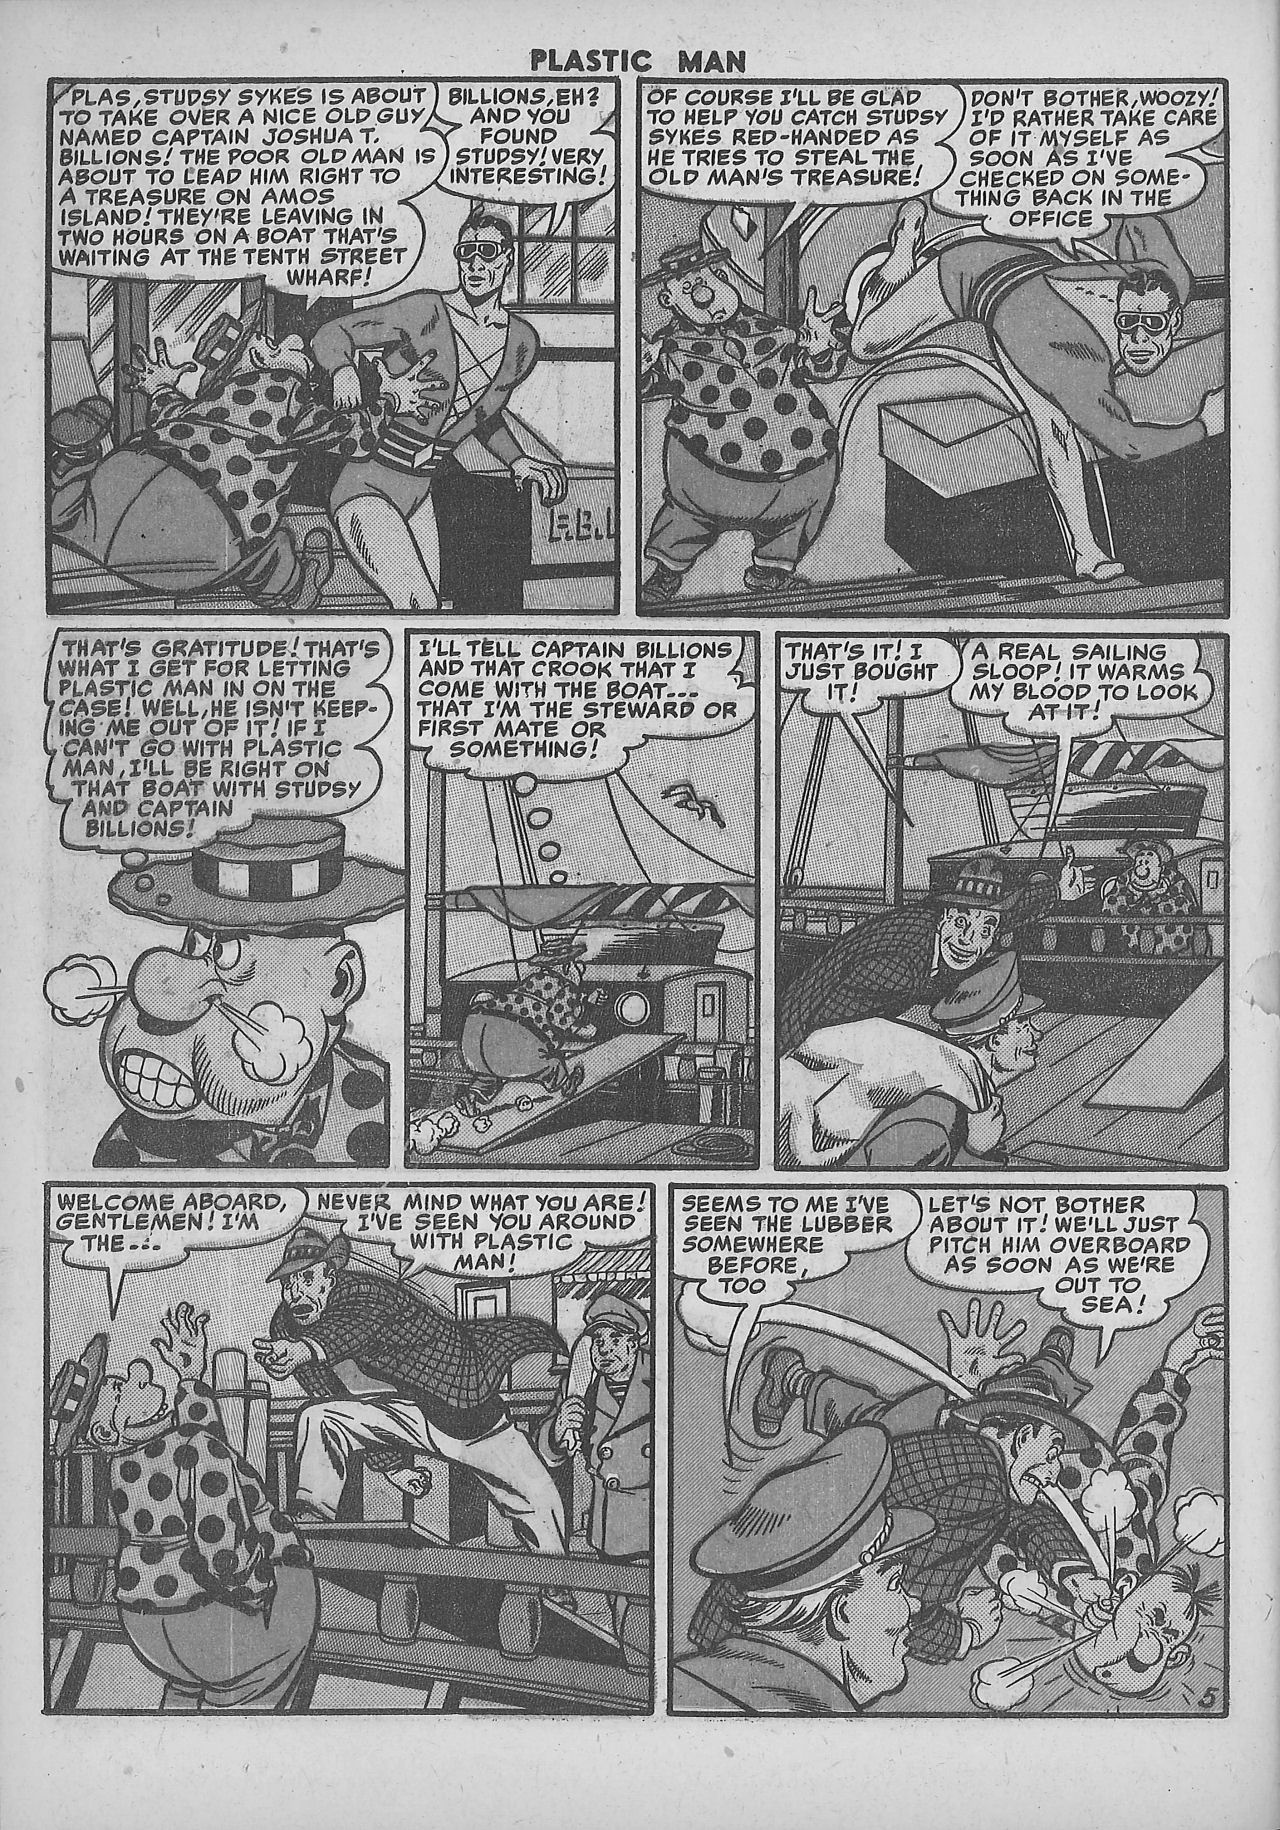 PLASTIC MAN
PLAS, STUDSY SYKES IS ABOUT
TO TAKE OVER A NICE OLD GUY
NAMED CAPTAIN JOSHUA T.
BILLIONS! THE POOR OLD MAN IS
ABOUT TO LEAD HIM RIGHT TO
A TREASURE ON AMOS
ISLAND! THEY'RE LEAVING IN
TWO HOURS ON A BOAT THAT'S
WAITING AT THE TENTH STREET
WHARF!
BILLIONS, EH?
AND YOU
FOUND
STUDSY! VERY
INTERESTING!
F.B.I.
OF COURSE I'LL BE GLAD
TO HELP YOU CATCH STUDSY
SYKES RED-HANDED AS
HE TRIES TO STEAL THE
OLD MAN'S TREASURE!
DON'T BOTHER, WOOZY!
I'D RATHER TAKE CARE
OF IT MYSELF AS
SOON AS I'VE
CHECKED ON SOME-
THING BACK IN THE
OFFICE
THAT'S GRATITUDE! THAT'S
WHAT I GET FOR LETTING
PLASTIC MAN IN ON THE
CASE! WELL, HE ISN'T KEEP-
ING ME OUT OF IT! IF I
CAN'T GO WITH PLASTIC
MAN, I'LL BE RIGHT ON
THAT BOAT WITH STUDSY
AND CAPTAIN
BILLIONS!
I'LL TELL CAPTAIN BILLIONS
AND THAT CROOK THAT I
COME WITH THE BOAT...
THAT I'M THE STEWARD OR
FIRST MATE OR
SOMETHING!
THAT'S IT! I
JUST BOUGHT
IT!
A REAL SAILING
SLOOP! IT WARMS
MY BLOOD TO LOOK
AT IT!
WELCOME ABOARD,
GENTLEMEN! I'M
THE...
NEVER MIND WHAT YOU ARE!
I'VE SEEN YOU AROUND
WITH PLASTIC
MAN!
SEEMS TO ME I'VE
SEEN THE LUBBER
SOMEWHERE
BEFORE,
TOO
LET'S NOT BOTHER
ABOUT IT! WE'LL JUST
PITCH HIM OVERBOARD
AS SOON AS WE'RE
OUT TO
SEA!
5